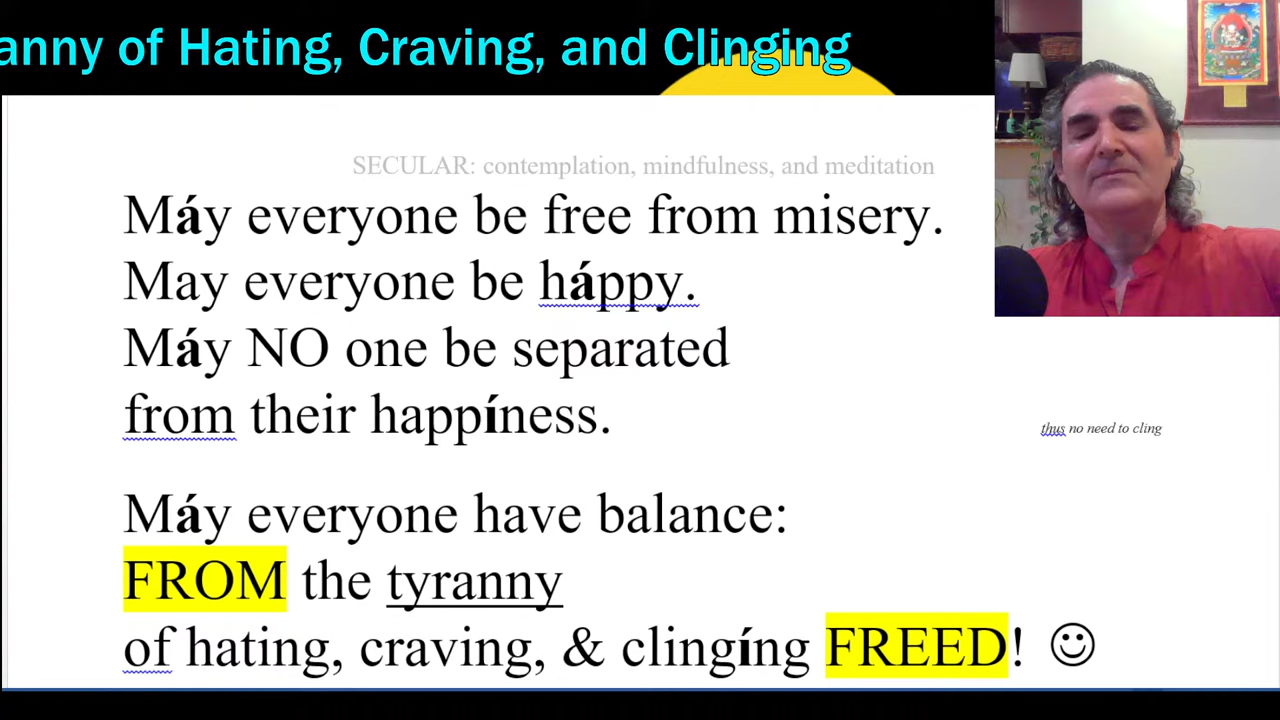 anny of Hating, Craving, and Clinging
SECULAR: contemplation, mindfulness, and meditation
Máy everyone be free from misery.
May everyone be háppy.
Máy NO one be separated
from their happíness.
thus no need to cling
Máy everyone have balance:
FROM the tyranny
of hating, craving, & clingíng FREED! ☺